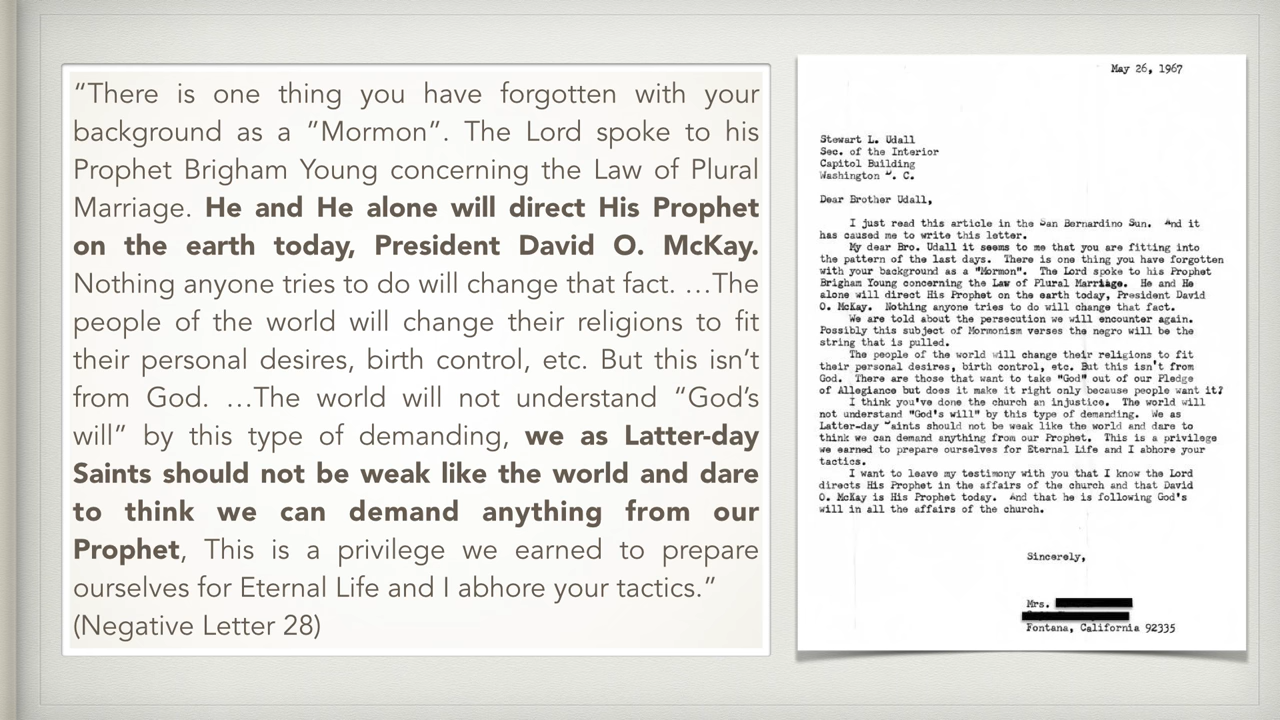 “There is one thing you have forgotten with your
background as a ”Mormon”. The Lord spoke to his
Prophet Brigham Young concerning the Law of Plural
Marriage. He and He alone will direct His Prophet
on the earth today, President David O. McKay.
Nothing anyone tries to do will change that fact. …The
people of the world will change their religions to fit
their personal desires, birth control, etc. But this isn’t
from God. …The world will not understand “God’s
will” by this type of demanding, we as Latter-day
Saints should not be weak like the world and dare
to think we can demand anything from our
Prophet, This is a privilege we earned to prepare
ourselves for Eternal Life and I abhore your tactics.”
(Negative Letter 28)
May 26, 1967
Stewart L. Udall
Sec. of the Interior
Capitol Building
Washington D. C.
Dear Brother Udall,
I just read this article in the San Bernardino Sun. And it
has caused me to write this letter.
My dear Bro. Udall it seems to me that you are fitting into
the pattern of the last days. There is one thing you have forgotten
with your background as a "Mormon". The Lord spoke to his Prophet
Brigham Young concerning the Law of Plural Marriage. He and He
alone will direct His Prophet on the earth today, President David
O. McKay. Nothing anyone tries to do will change that fact.
We are told about the persecution we will encounter again.
Possibly this subject of Mormonism verses the negro will be the
string that is pulled.
The people of the world will change their religions to fit
their personal desires, birth control, etc. But this isn't from
God. There are those that want to take "God" out of our Pledge
of Allegiance but does it make it right only because people want it?
I think you've done the church an injustice. The world will
not understand "God's will" by this type of demanding. We as
Latter-day Saints should not be weak like the world and dare to
think we can demand anything from our Prophet. This is a privilege
we earned to prepare ourselves for Eternal Life and I abhore your
tactics.
I want to leave my testimony with you that I know the Lord
directs His Prophet in the affairs of the church and that David
O. McKay is His Prophet today. And that he is following God's
will in all the affairs of the church.
Sincerely,
Mrs.
Fontana, California 92335